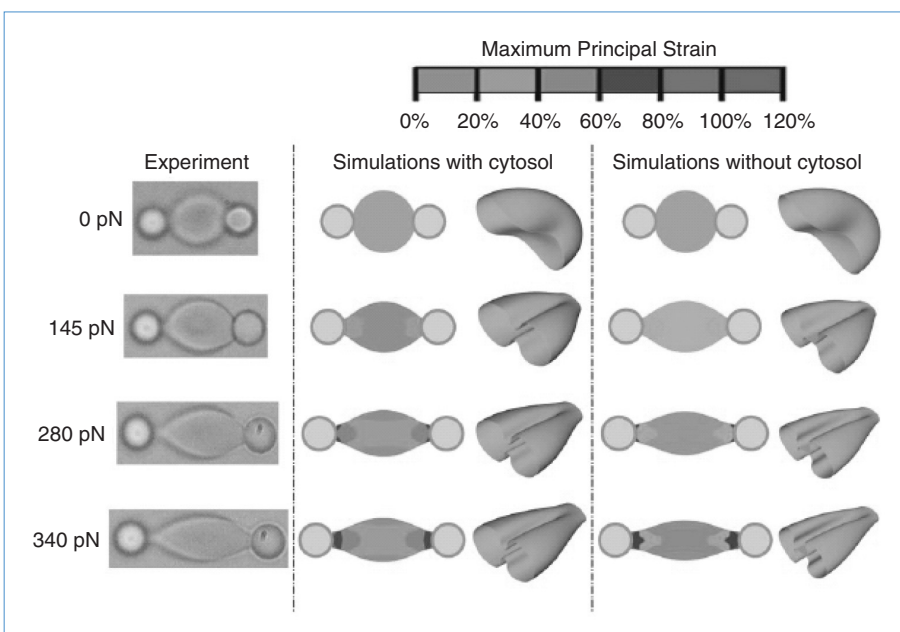 Maximum Principal Strain
0% 20% 40% 60% 80% 100% 120%
Experiment Simulations with cytosol Simulations without cytosol
0 pN
145 pN
280 pN
340 pN